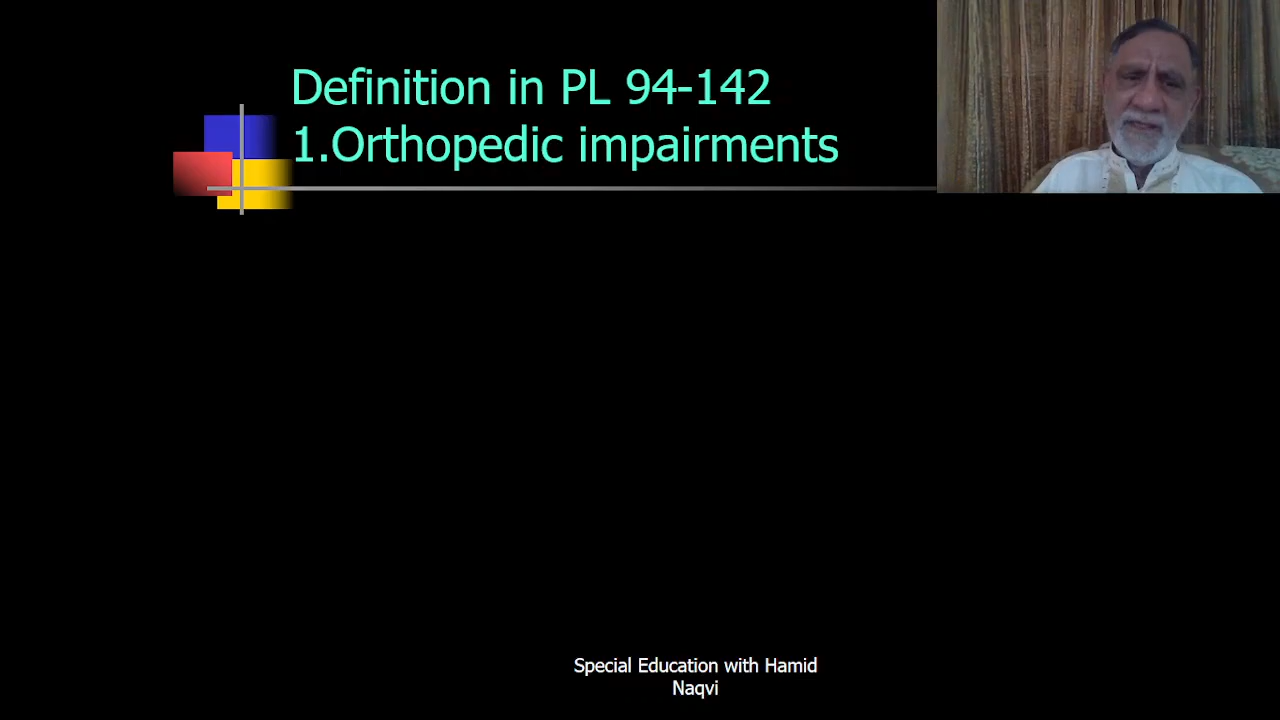 Definition in PL 94-142
1.Orthopedic impairments
Special Education with Hamid
Naqvi